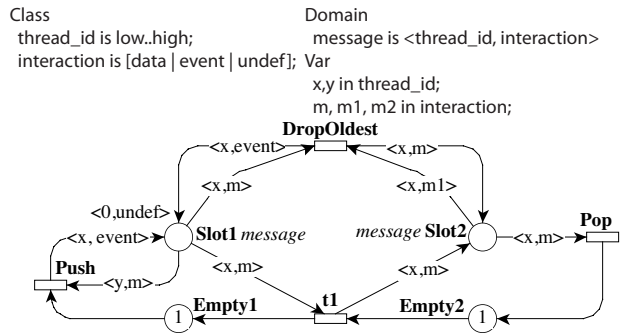 Class
thread_id is low..high;
interaction is [data | event | undef];
Domain
message is <thread_id, interaction>
Var
x,y in thread_id;
m, m1, m2 in interaction;
DropOldest
<x,event>
<x,m>
<x,m>
<x,m1>
<0,undef>
<x, event>
Slot1 message
message Slot2
<x,m>
Pop
Push
<y,m>
<x,m>
<x,m>
t1
1
Empty1
Empty2
1